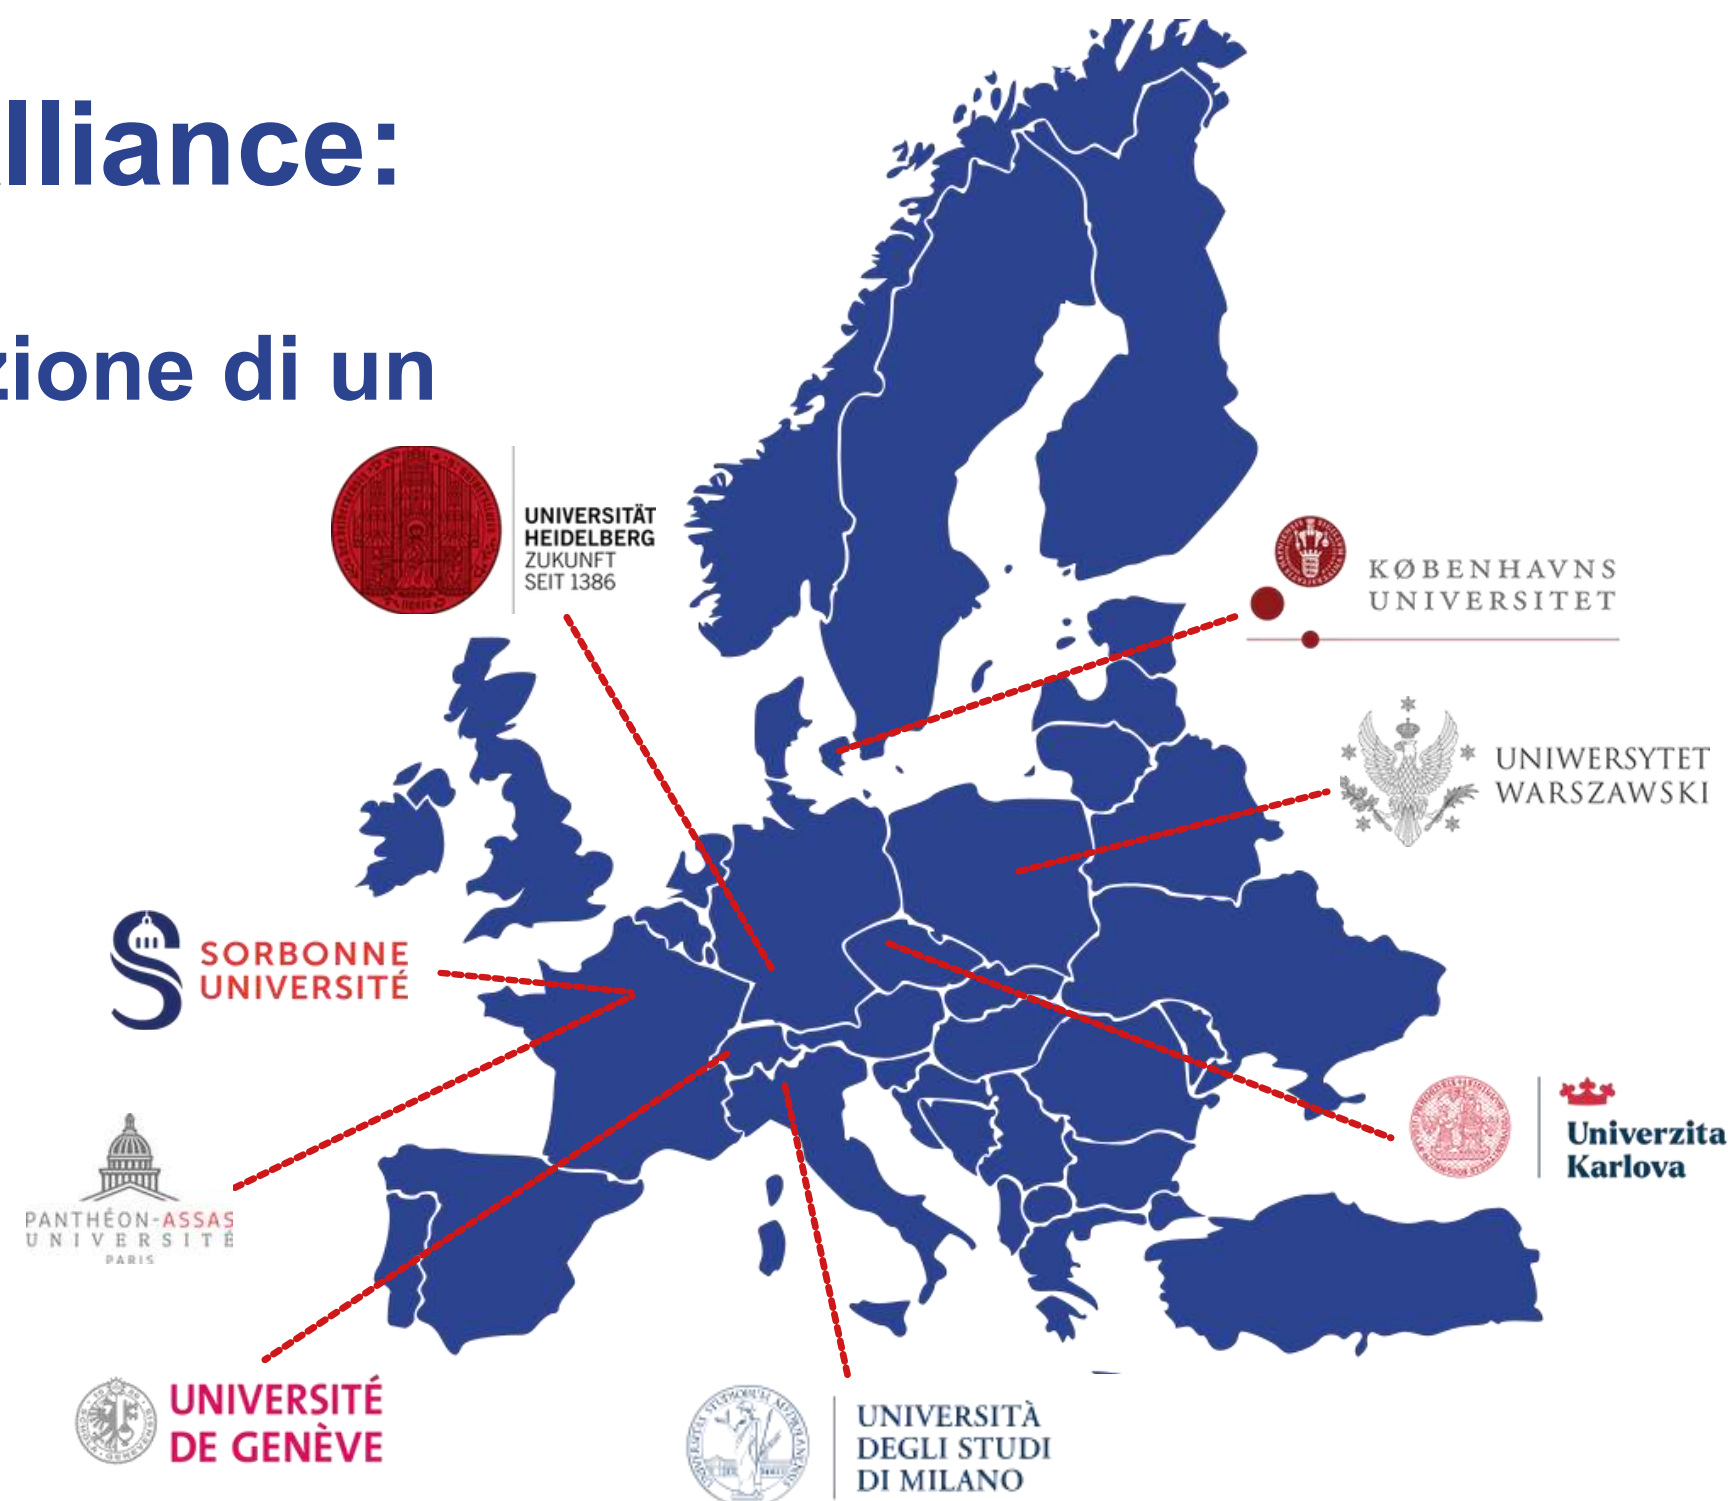 lliance:
zione di un
UNIVERSITÄT
HEIDELBERG
ZUKUNFT
SEIT 1386
KØBENHAVNS
UNIVERSITET
UNIWERSYTET
WARSZAWSKI
SORBONNE
UNIVERSITÉ
Univerzita
Karlova
PANTHÉON-ASSAS
UNIVERSITÉ
PARIS
UNIVERSITÉ
DE GENÈVE
UNIVERSITÀ
DEGLI STUDI
DI MILANO